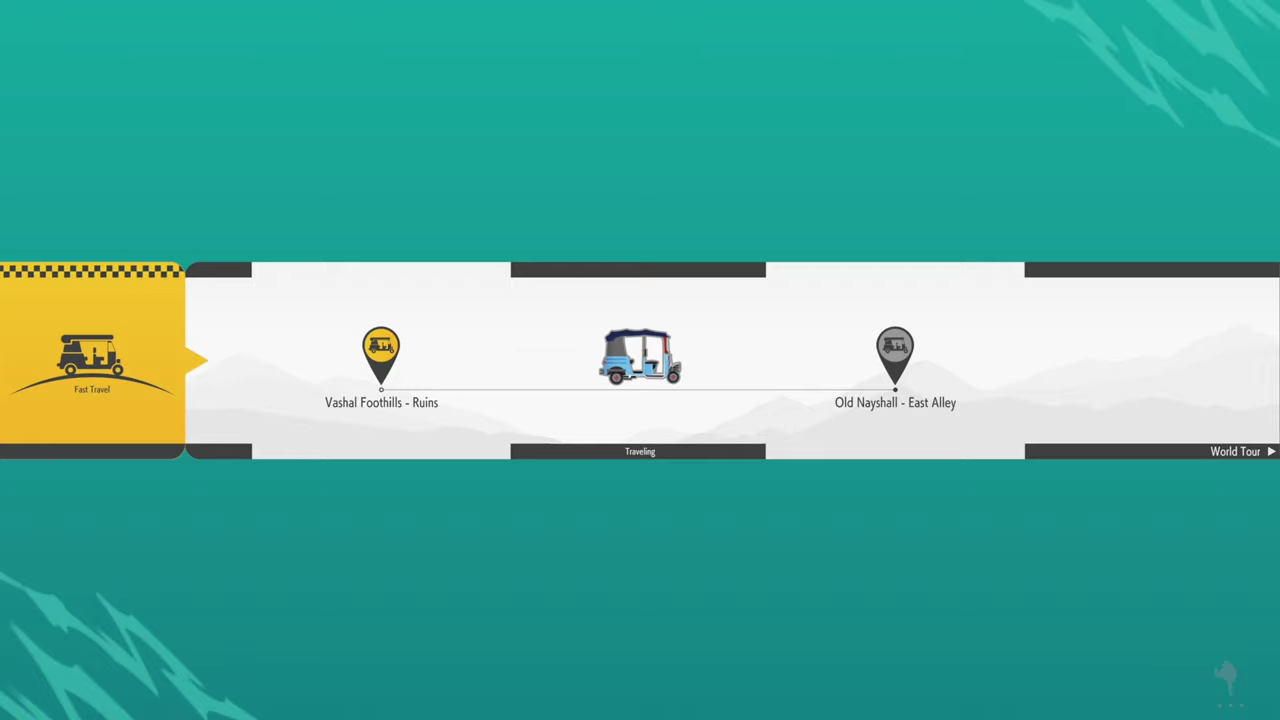 Fast Travel
Vashal Foothills - Ruins
Old Nayshall - East Alley
Traveling
World Tour